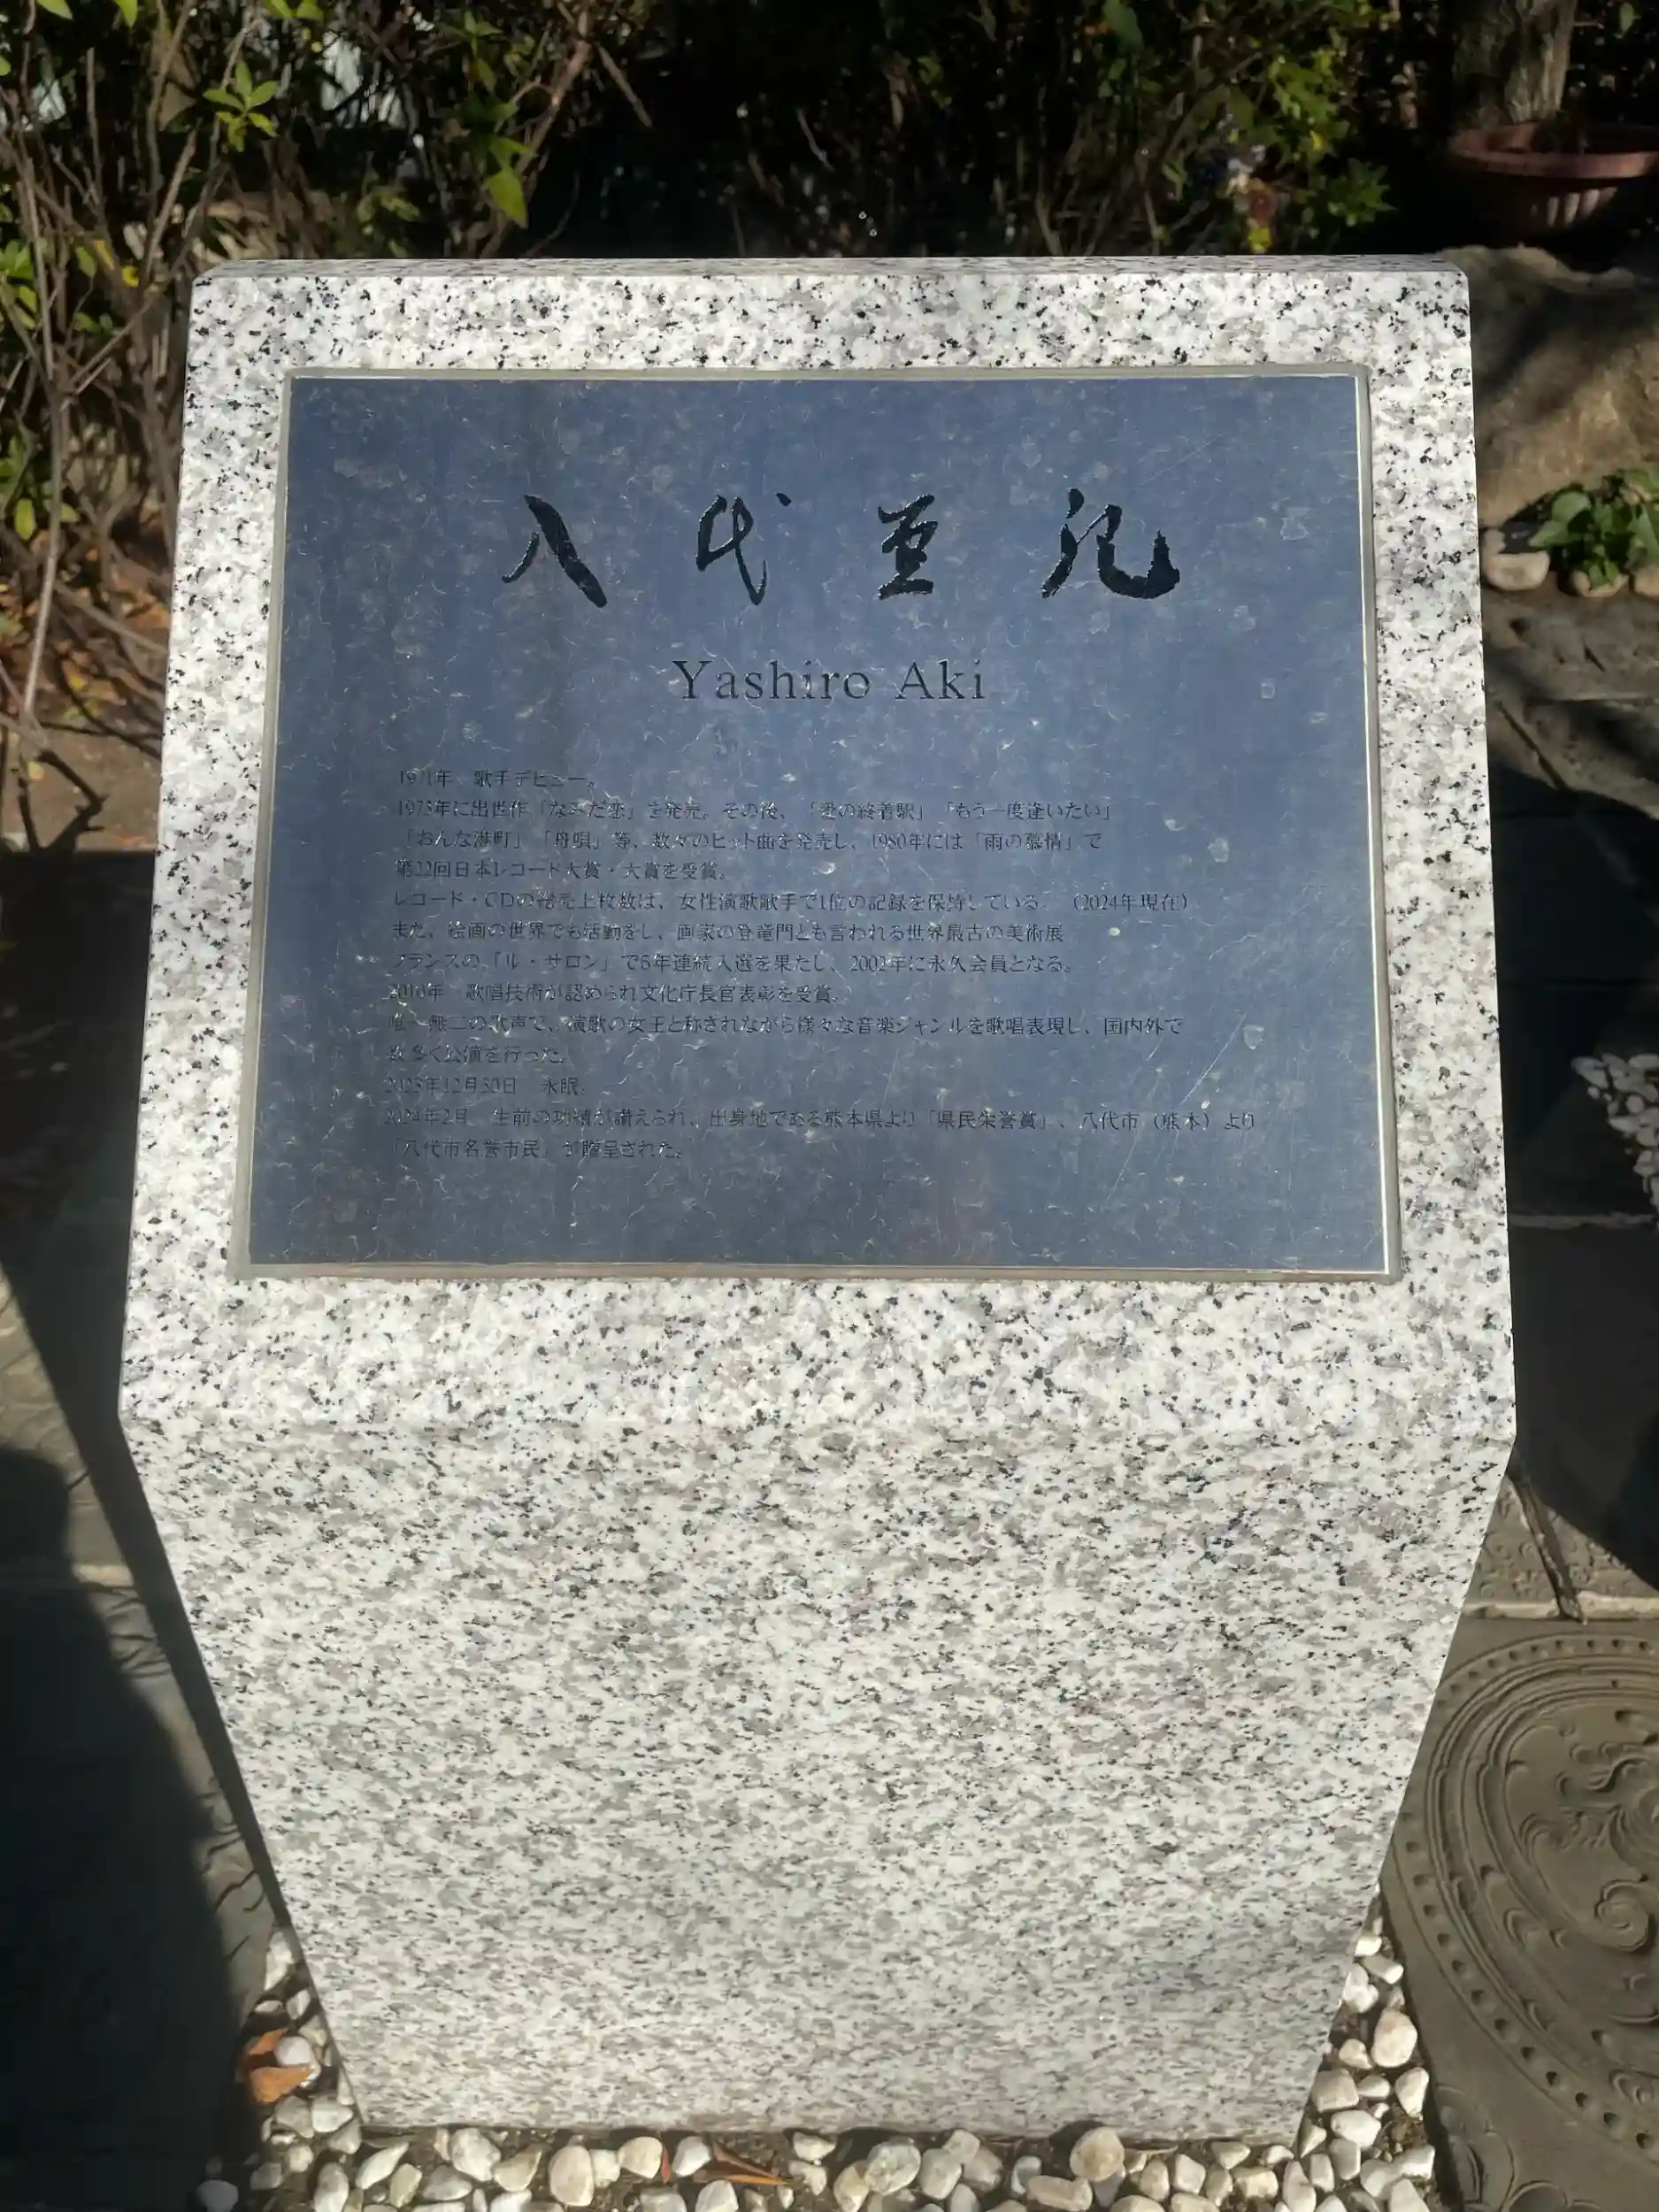 八代亜紀
Yashiro Aki
1971年　歌手デビュー。
1973年に出世作「なみだ恋」を発売。その後、「愛の終着駅」「もう一度逢いたい」
「おんな港町」「舟唄」等、数々のヒット曲を発売し、1980年には「雨の慕情」で
第22回日本レコード大賞・大賞を受賞。
レコード・CDの総売上枚数は、女性演歌歌手で1位の記録を保持している。（2024年現在）
また、絵画の世界でも活動をし、画家の登竜門とも言われる世界最古の美術展
フランスの「ル・サロン」で5年連続入選を果たし、2002年に永久会員となる。
2010年　歌唱技術が認められ文化庁長官表彰を受賞。
唯一無二の歌声で、演歌の女王と称されながら様々な音楽ジャンルを歌唱表現し、国内外で
数多く公演を行った。
2023年12月30日　永眠。
2024年2月　生前の功績が讃えられ、出身地である熊本県より「県民栄誉賞」、八代市（熊本）より
「八代市名誉市民」が贈呈された。